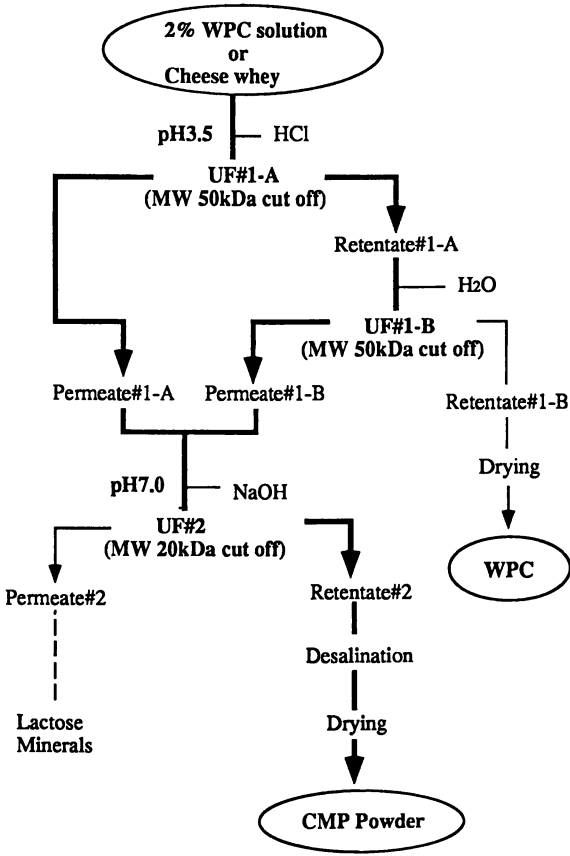 2% WPC solution
or
Cheese whey
pH3.5
HCl
UF#1-A
(MW 50kDa cut off)
Retentate#1-A
H2O
UF#1-B
(MW 50kDa cut off)
Permeate#1-A
Permeate#1-B
Retentate#1-B
Drying
WPC
pH7.0
NaOH
UF#2
(MW 20kDa cut off)
Permeate#2
Retentate#2
Lactose
Minerals
Desalination
Drying
CMP Powder